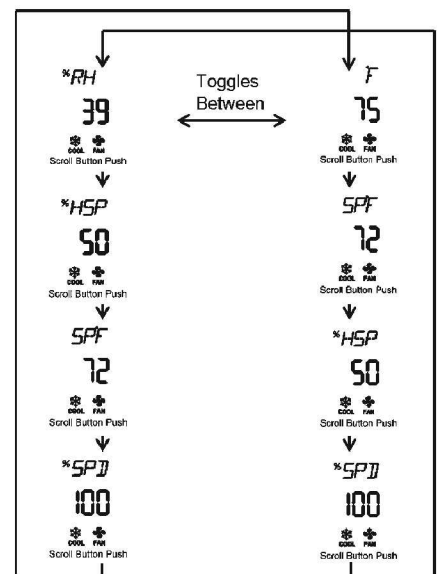 %RH
39
COOL FAN
Scroll Button Push
%HSP
50
COOL FAN
Scroll Button Push
SP°F
72
COOL FAN
Scroll Button Push
%SPD
100
COOL FAN
Scroll Button Push
Toggles
Between
°F
75
COOL FAN
Scroll Button Push
SP°F
72
COOL FAN
Scroll Button Push
%HSP
50
COOL FAN
Scroll Button Push
%SPD
100
COOL FAN
Scroll Button Push